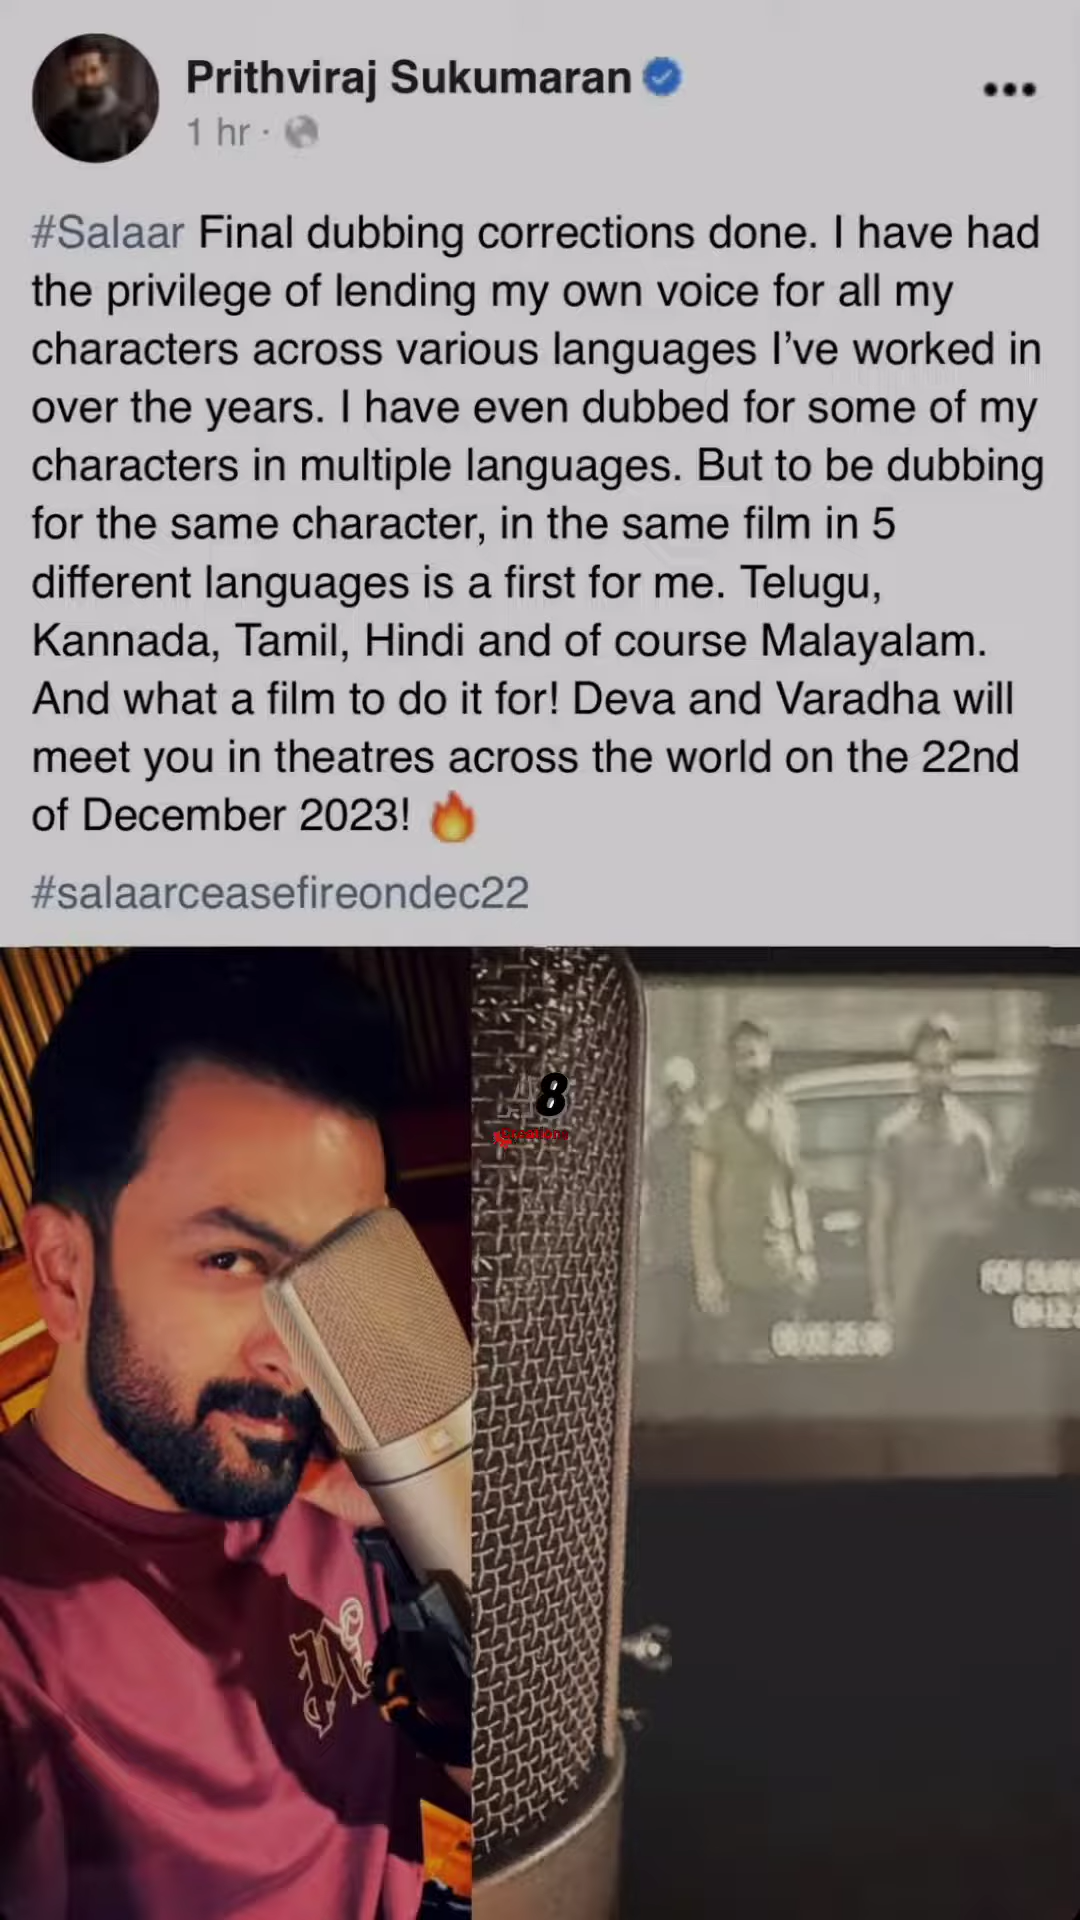 Prithviraj Sukumaran
1 hr ·
#Salaar Final dubbing corrections done. I have had
the privilege of lending my own voice for all my
characters across various languages I’ve worked in
over the years. I have even dubbed for some of my
characters in multiple languages. But to be dubbing
for the same character, in the same film in 5
different languages is a first for me. Telugu,
Kannada, Tamil, Hindi and of course Malayalam.
And what a film to do it for! Deva and Varadha will
meet you in theatres across the world on the 22nd
of December 2023! 🔥
#salaarceasefireondec22
8